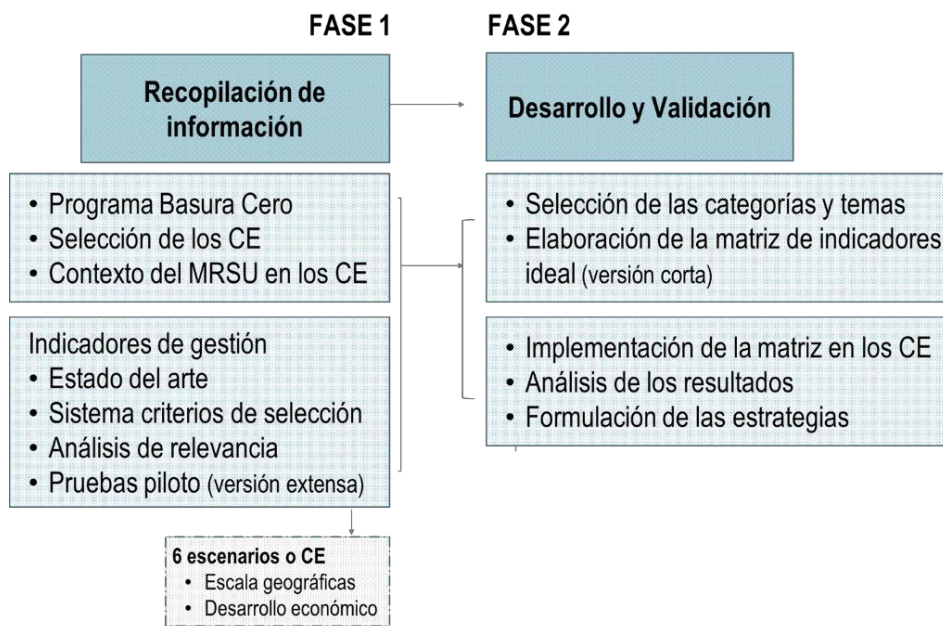 FASE 1
FASE 2
Recopilación de
información
Desarrollo y Validación
• Programa Basura Cero
• Selección de los CE
• Contexto del MRSU en los CE
Indicadores de gestión
• Estado del arte
• Sistema criterios de selección
• Análisis de relevancia
• Pruebas piloto (versión extensa)
6 escenarios o CE
• Escala geográficas
• Desarrollo económico
• Selección de las categorías y temas
• Elaboración de la matriz de indicadores
ideal (versión corta)
• Implementación de la matriz en los CE
• Análisis de los resultados
• Formulación de las estrategias